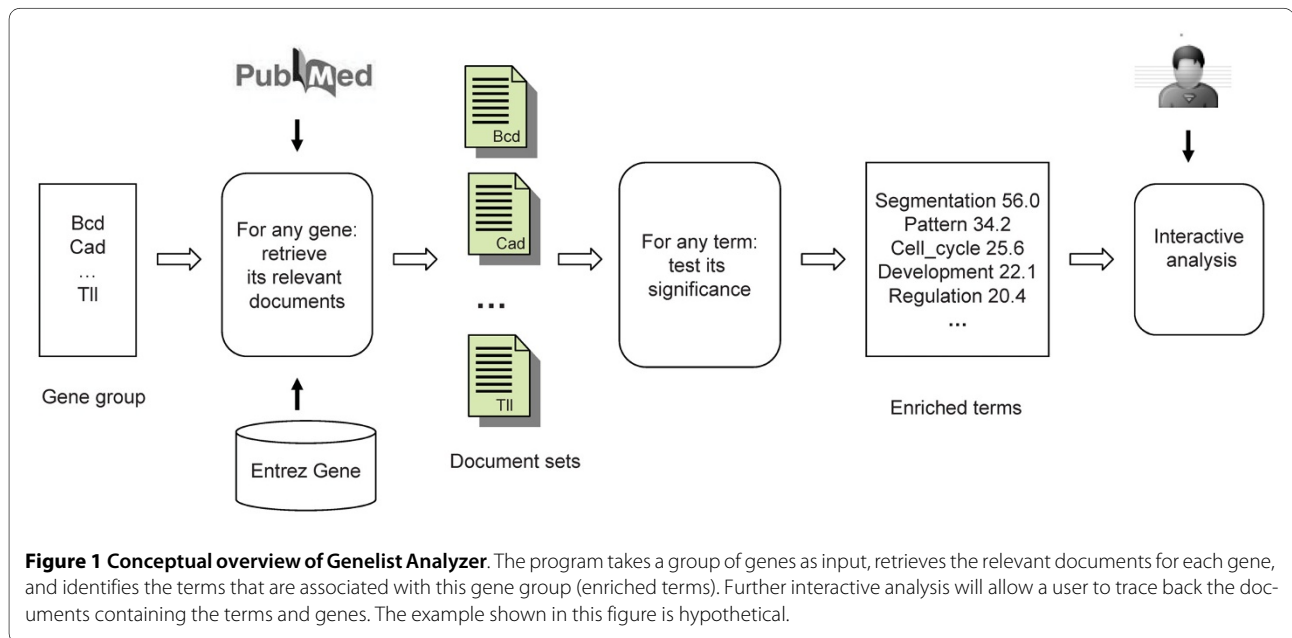 PubMed
Bcd
Cad
...
Tll
Gene group
For any gene:
retrieve
its relevant
documents
Entrez Gene
Bcd
Cad
...
Tll
Document sets
For any term:
test its
significance
Segmentation 56.0
Pattern 34.2
Cell_cycle 25.6
Development 22.1
Regulation 20.4
...
Enriched terms
Interactive
analysis
Figure 1 Conceptual overview of Genelist Analyzer. The program takes a group of genes as input, retrieves the relevant documents for each gene,
and identifies the terms that are associated with this gene group (enriched terms). Further interactive analysis will allow a user to trace back the doc-
uments containing the terms and genes. The example shown in this figure is hypothetical.